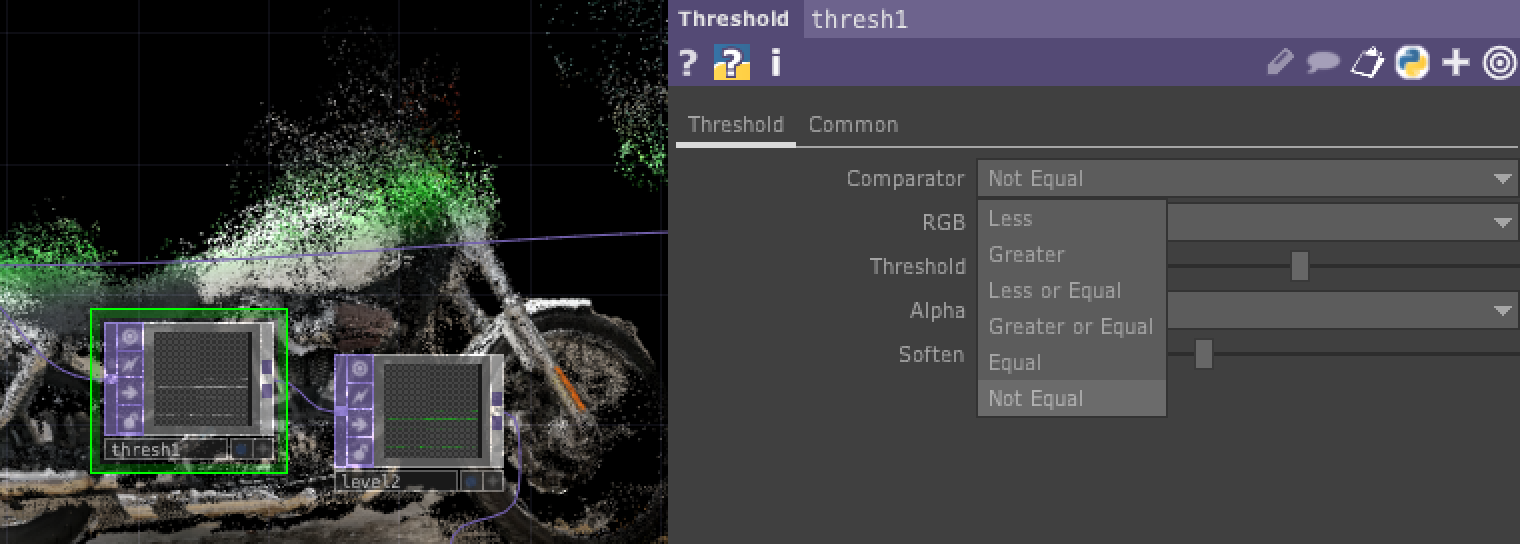 Threshold thresh1
? ? i
Threshold Common
Comparator Not Equal
RGB
Threshold
Alpha
Soften
Less
Greater
Less or Equal
Greater or Equal
Equal
Not Equal
thresh1
level2